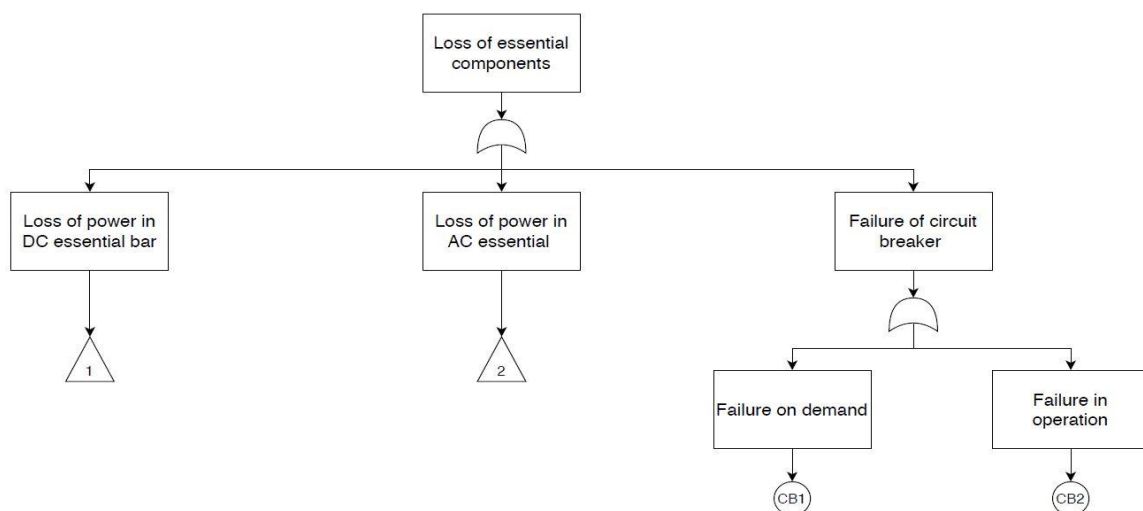 Loss of essential
components
Loss of power in
DC essential bar
Loss of power in
AC essential
Failure of circuit
breaker
1
2
Failure on demand
Failure in
operation
CB1
CB2